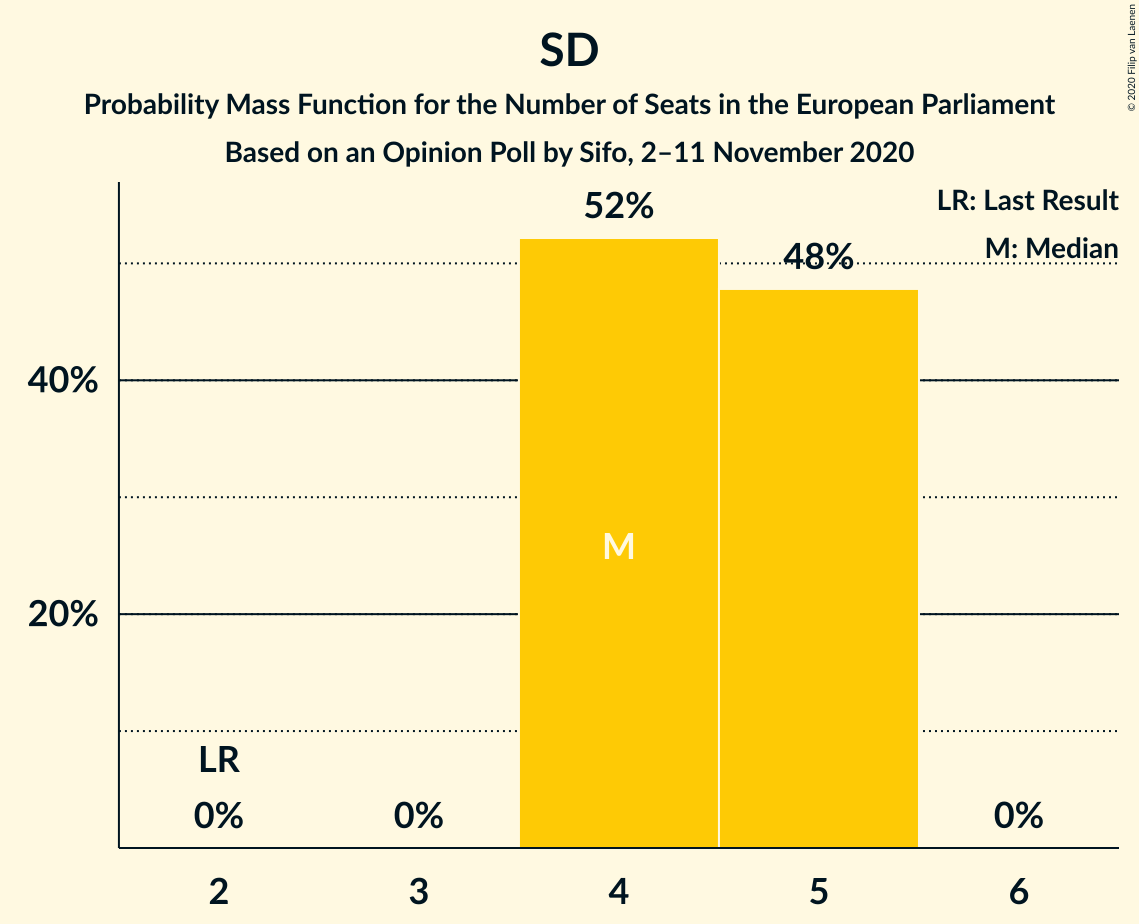 SD
Probability Mass Function for the Number of Seats in the European Parliament
Based on an Opinion Poll by Sifo, 2–11 November 2020
© 2020 Filip van Laenen
LR: Last Result
M: Median
52%
48%
40%
20%
M
LR
0%
0%
0%
2
3
4
5
6